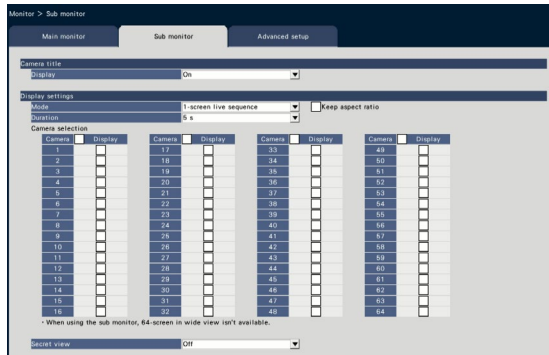 Monitor > Sub monitor
Main monitor Sub monitor Advanced setup
Camera title
Display On
Display settings
Mode 1-screen live sequence Keep aspect ratio
Duration 5 s
Camera selection
Camera Display Camera Display Camera Display Camera Display
1 17 33 49
2 18 34 50
3 19 35 51
4 20 36 52
5 21 37 53
6 22 38 54
7 23 39 55
8 24 40 56
9 25 41 57
10 26 42 58
11 27 43 59
12 28 44 60
13 29 45 61
14 30 46 62
15 31 47 63
16 32 48 64
・When using the sub monitor, 64-screen in wide view isn't available.
Secret view Off